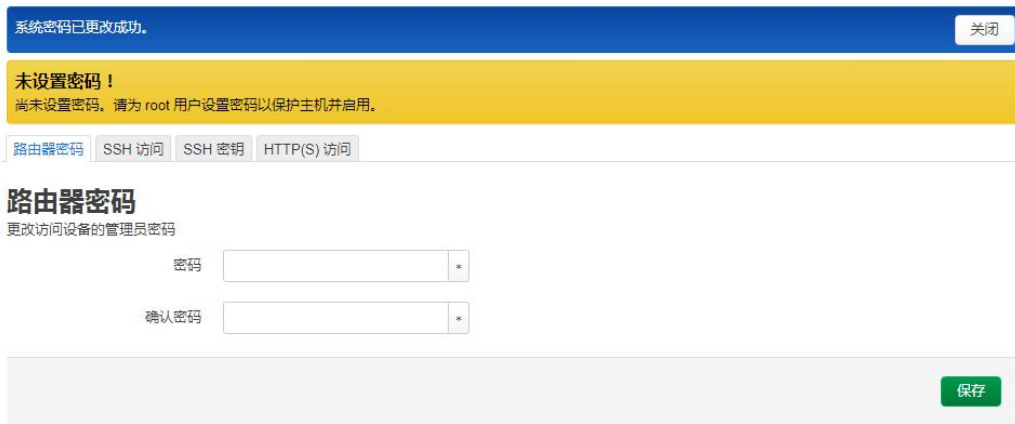 系统密码已更改成功。
关闭
未设置密码！
尚未设置密码。请为 root 用户设置密码以保护主机并启用。
路由器密码 SSH 访问 SSH 密钥 HTTP(S) 访问
路由器密码
更改访问设备的管理员密码
密码 *
确认密码 *
保存